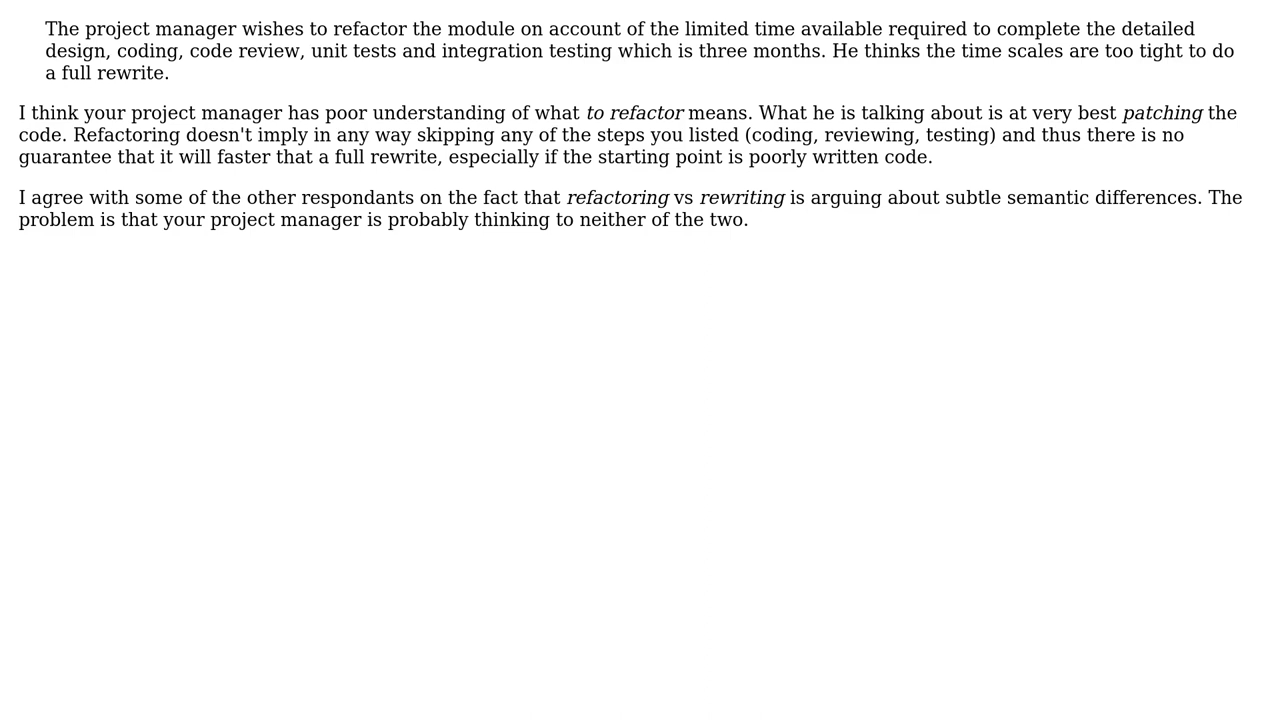 The project manager wishes to refactor the module on account of the limited time available required to complete the detailed
design, coding, code review, unit tests and integration testing which is three months. He thinks the time scales are too tight to do
a full rewrite.
I think your project manager has poor understanding of what to refactor means. What he is talking about is at very best patching the
code. Refactoring doesn't imply in any way skipping any of the steps you listed (coding, reviewing, testing) and thus there is no
guarantee that it will faster that a full rewrite, especially if the starting point is poorly written code.
I agree with some of the other respondants on the fact that refactoring vs rewriting is arguing about subtle semantic differences. The
problem is that your project manager is probably thinking to neither of the two.